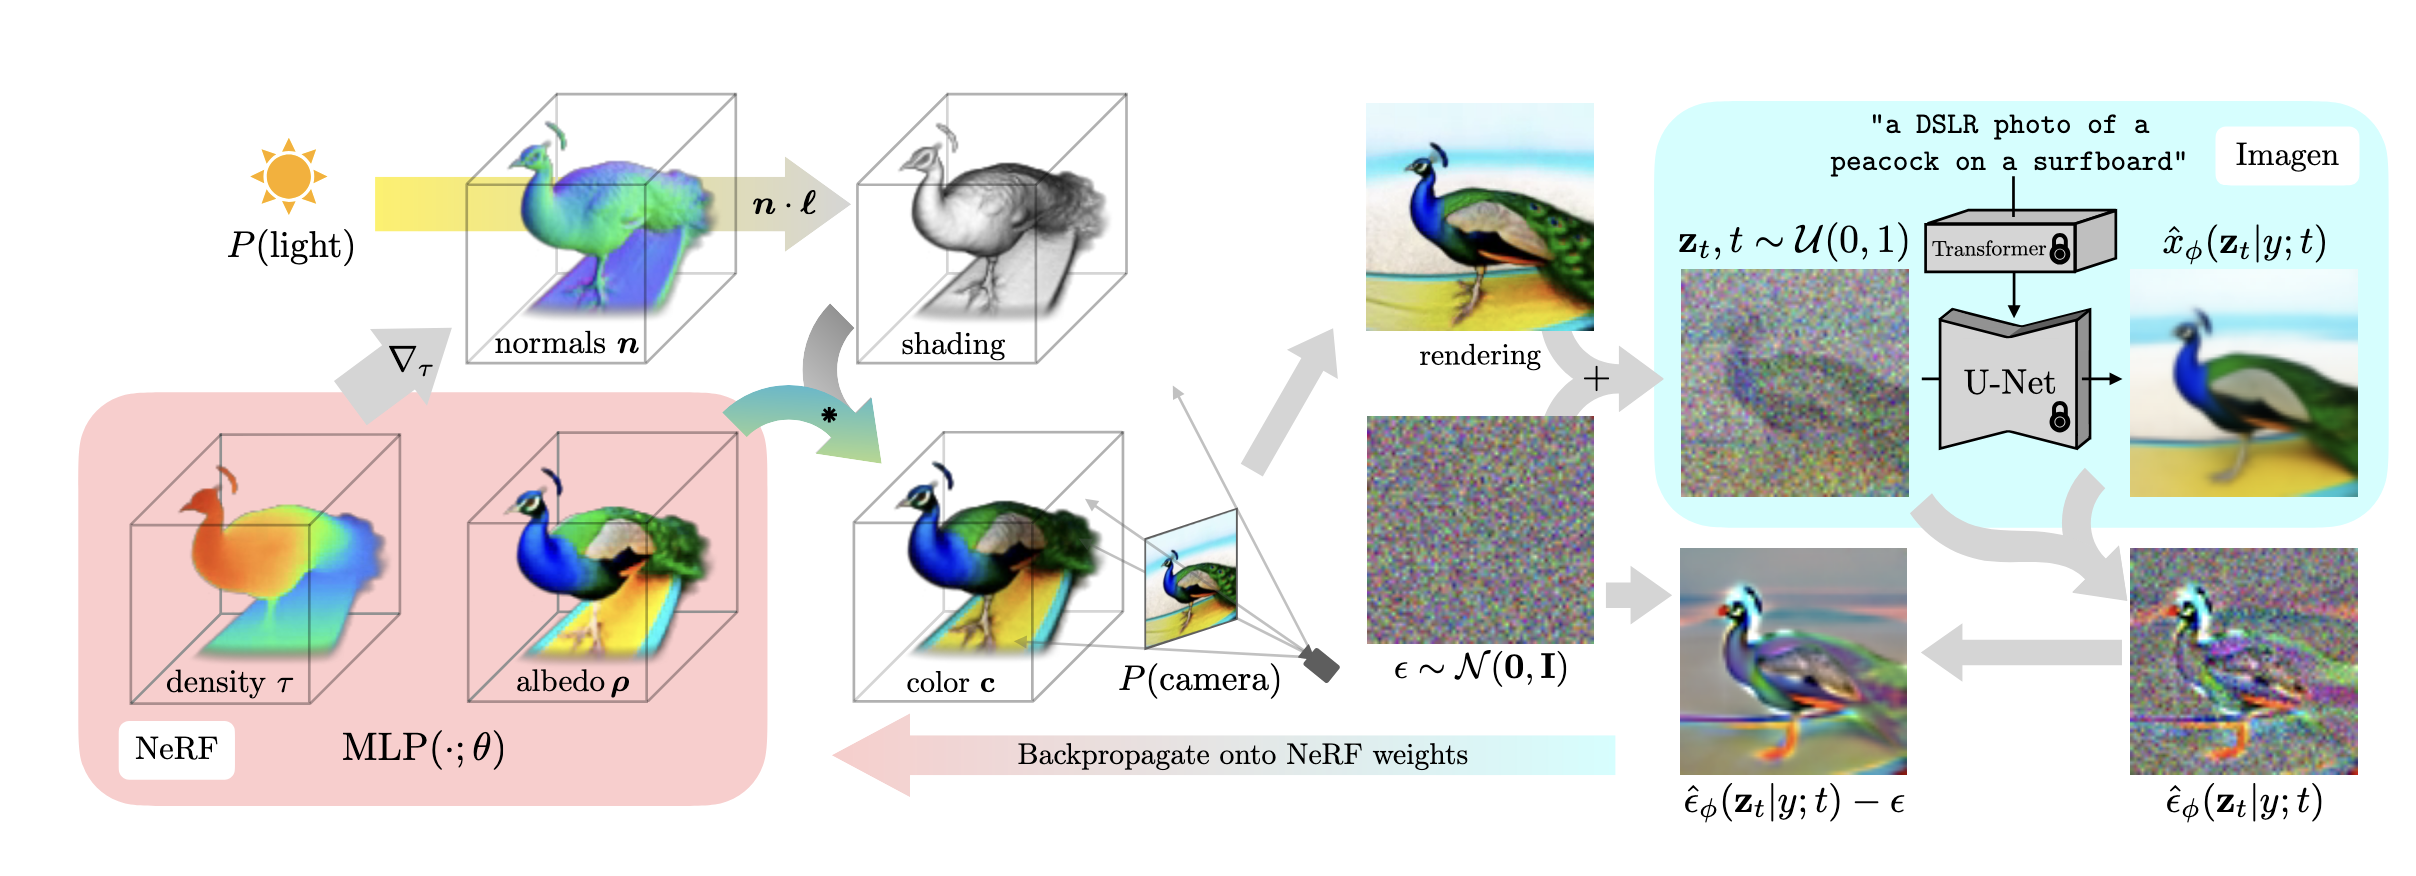 P(light)
n · ℓ
normals n
shading
∇τ
*
density τ
albedo ρ
NeRF
MLP(·; θ)
color c
P(camera)
Backpropagate onto NeRF weights
rendering
+
ϵ ∼ 𝒩(0, I)
"a DSLR photo of a
peacock on a surfboard"
Imagen
z_t, t ∼ 𝒰(0, 1)
Transformer
x̂_ϕ(z_t|y; t)
U-Net
ϵ̂_ϕ(z_t|y; t) − ϵ
ϵ̂_ϕ(z_t|y; t)